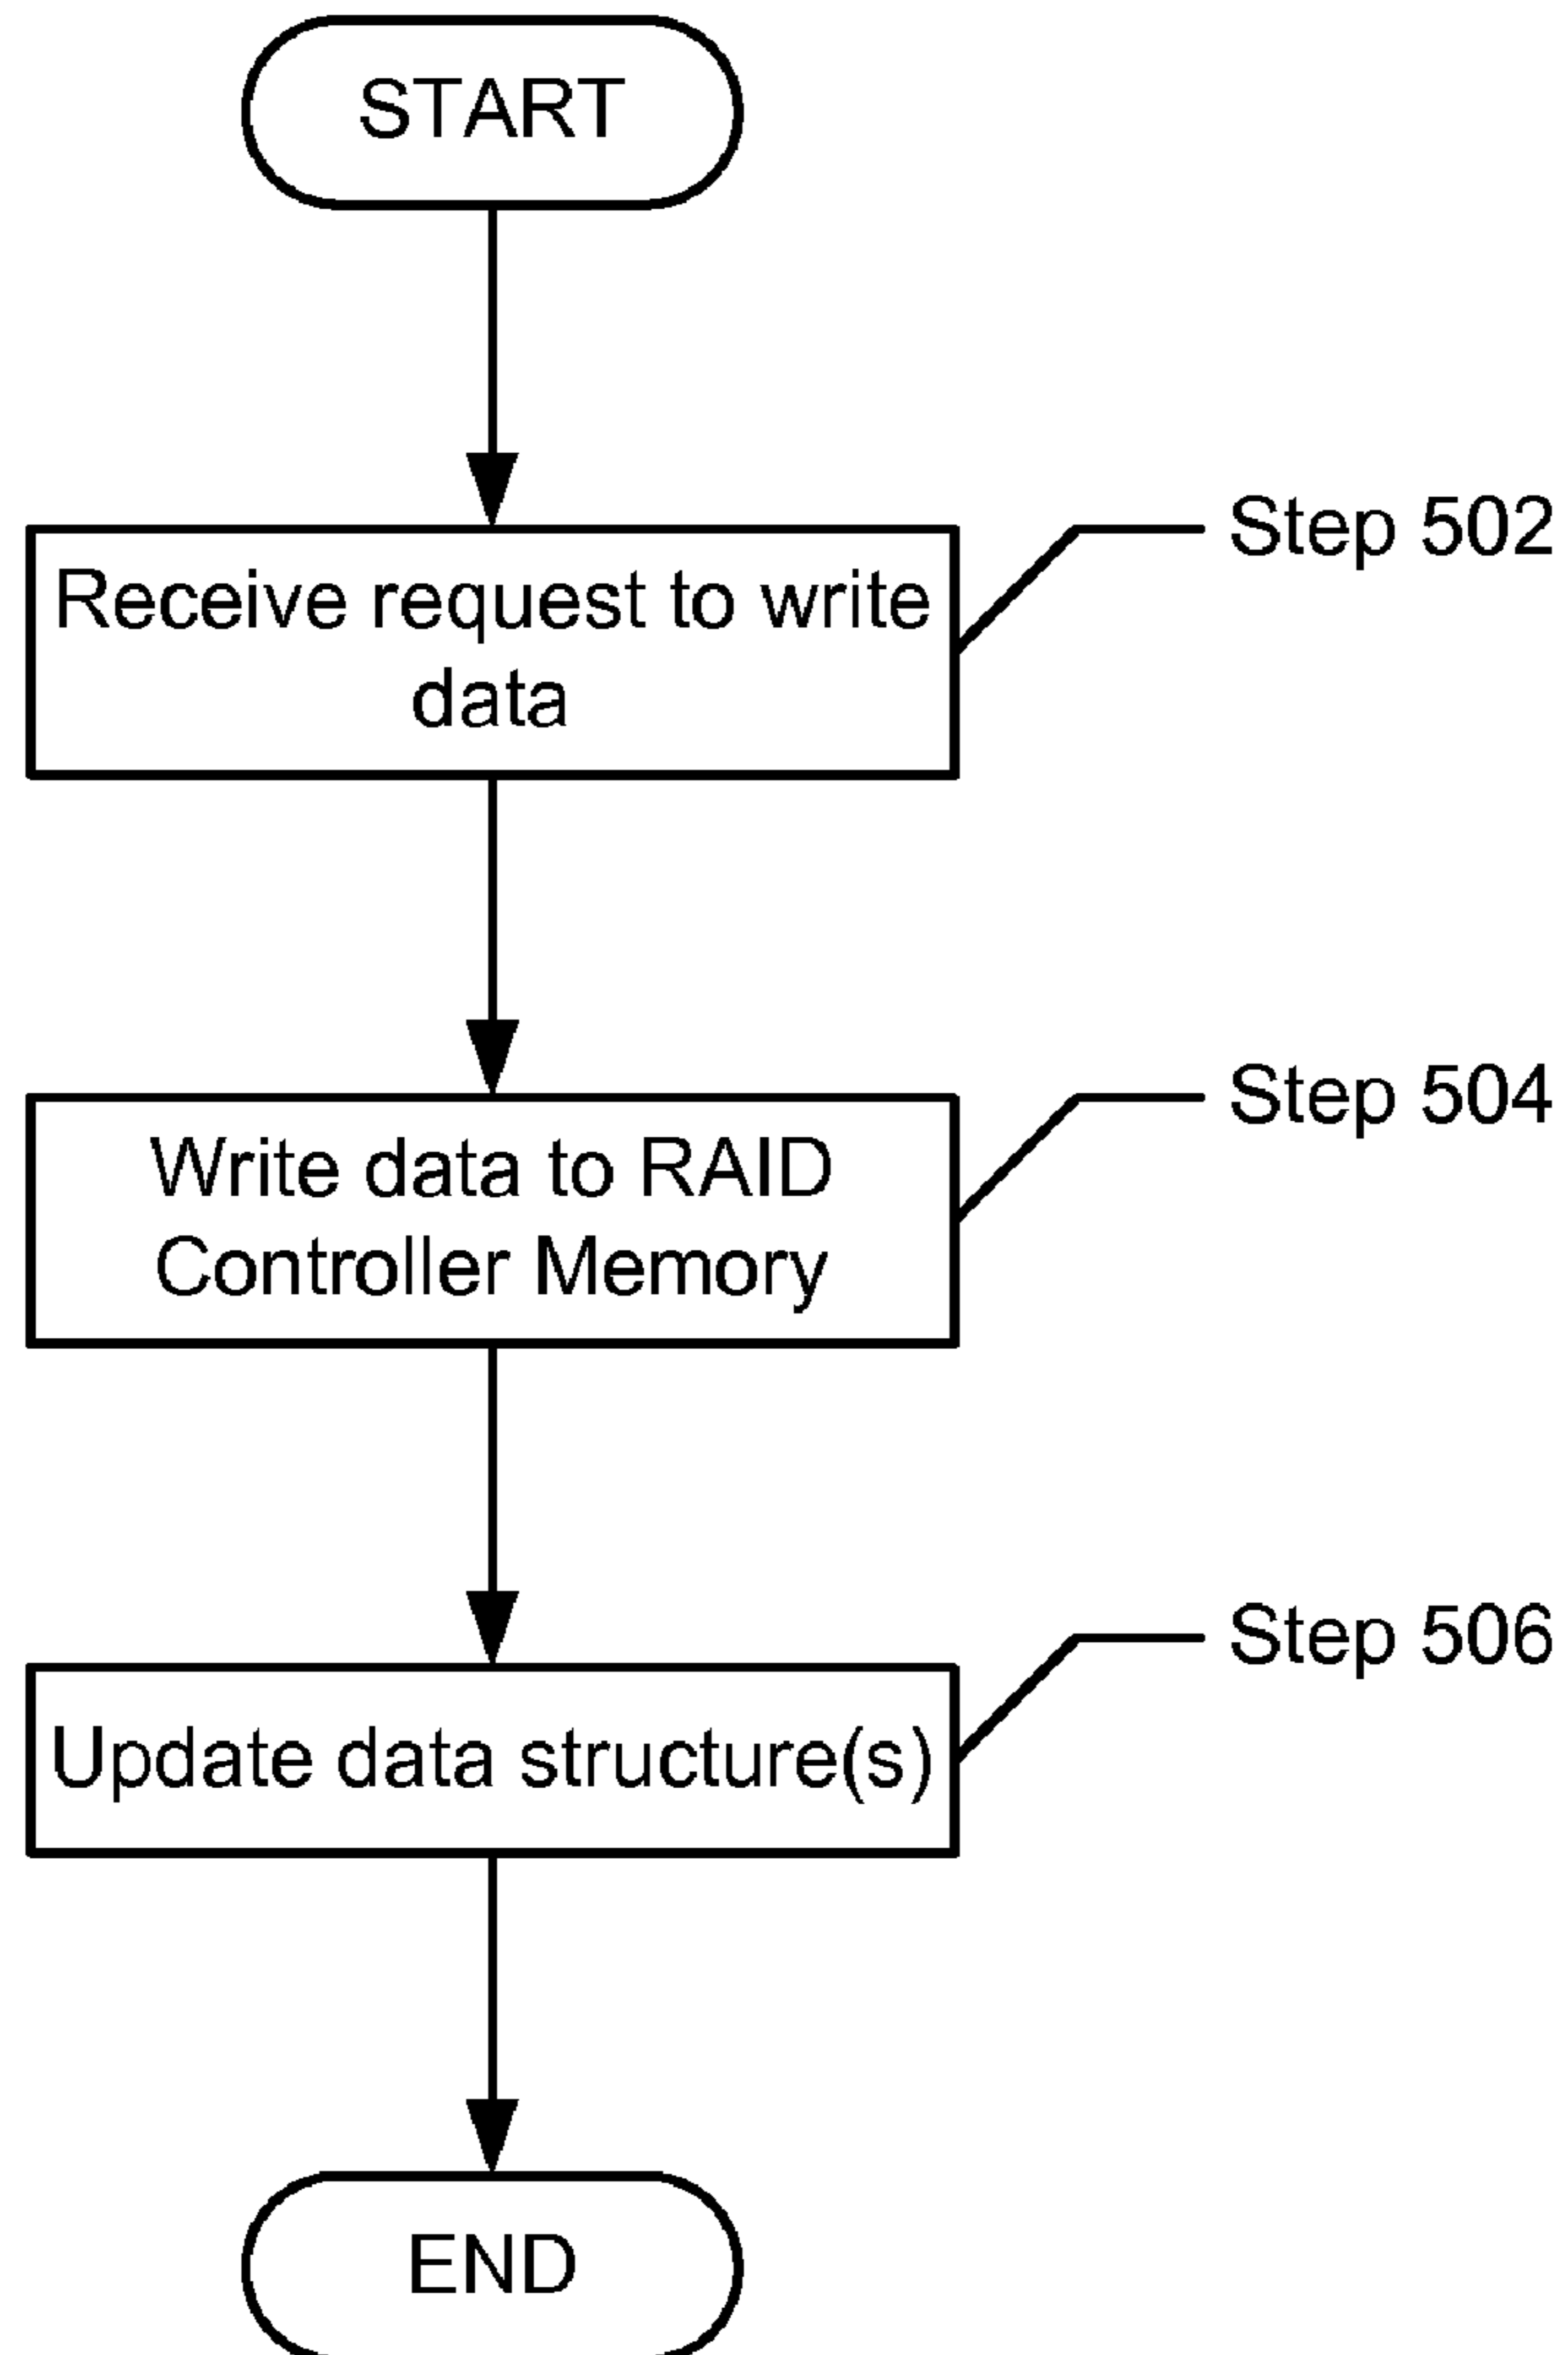 START
Step 502
Receive request to write
data
Step 504
Write data to RAID
Controller Memory
Step 506
Update data structure(s)
END